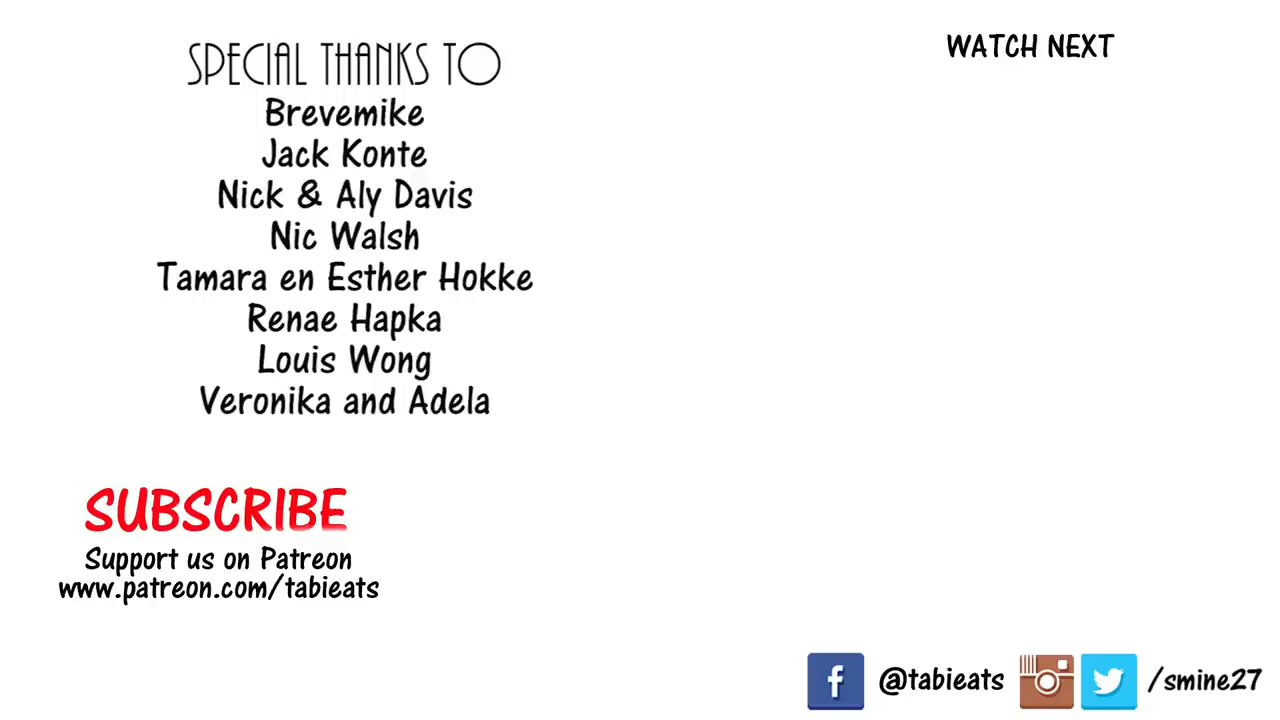 SPECIAL THANKS TO
Brevemike
Jack Konte
Nick & Aly Davis
Nic Walsh
Tamara en Esther Hokke
Renae Hapka
Louis Wong
Veronika and Adela
SUBSCRIBE
Support us on Patreon
www.patreon.com/tabieats
WATCH NEXT
@tabieats
/smine27